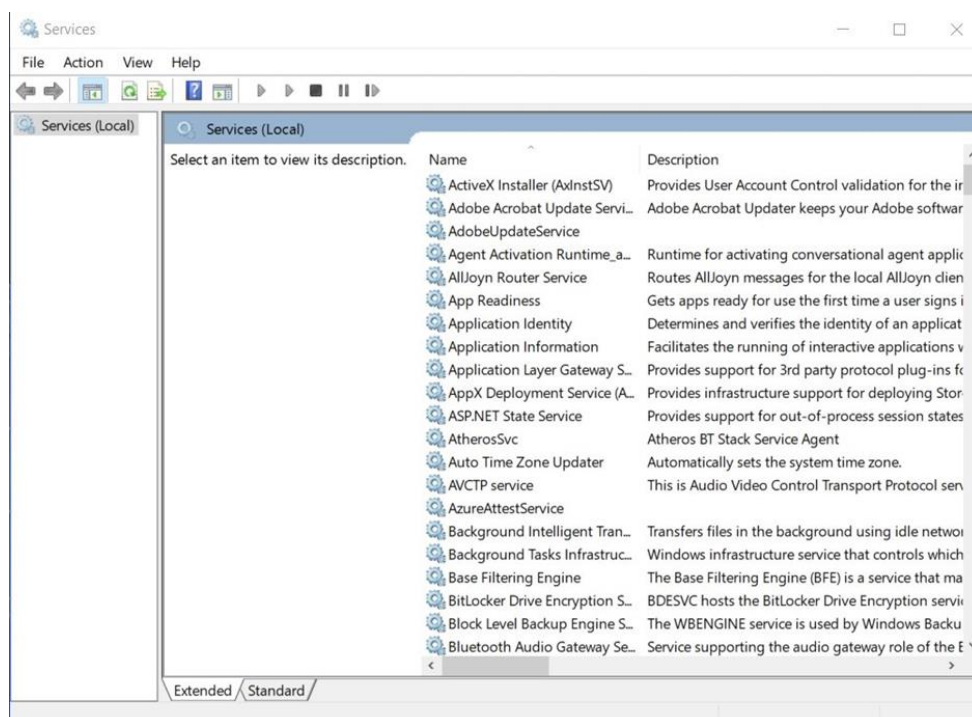 Services
File Action View Help
Services (Local)
Services (Local)
Select an item to view its description.
Name Description
ActiveX Installer (AxInstSV) Provides User Account Control validation for the
Adobe Acrobat Update Servi... Adobe Acrobat Updater keeps your Adobe softwar
AdobeUpdateService
Agent Activation Runtime_a... Runtime for activating conversational agent applic
AllJoyn Router Service Routes AllJoyn messages for the local AllJoyn clien
App Readiness Gets apps ready for use the first time a user signs i
Application Identity Determines and verifies the identity of an applicat
Application Information Facilitates the running of interactive applications
Application Layer Gateway S... Provides support for 3rd party protocol plug-ins fo
AppX Deployment Service (A... Provides infrastructure support for deploying Stor
ASP.NET State Service Provides support for out-of-process session states
AtherosSvc Atheros BT Stack Service Agent
Auto Time Zone Updater Automatically sets the system time zone.
AVCTP service This is Audio Video Control Transport Protocol serv
AzureAttestService
Background Intelligent Tran... Transfers files in the background using idle networ
Background Tasks Infrastruc... Windows infrastructure service that controls which
Base Filtering Engine The Base Filtering Engine (BFE) is a service that ma
BitLocker Drive Encryption S... BDESVC hosts the BitLocker Drive Encryption servic
Block Level Backup Engine S... The WBENGINE service is used by Windows Backu
Bluetooth Audio Gateway Se... Service supporting the audio gateway role of the
Extended Standard